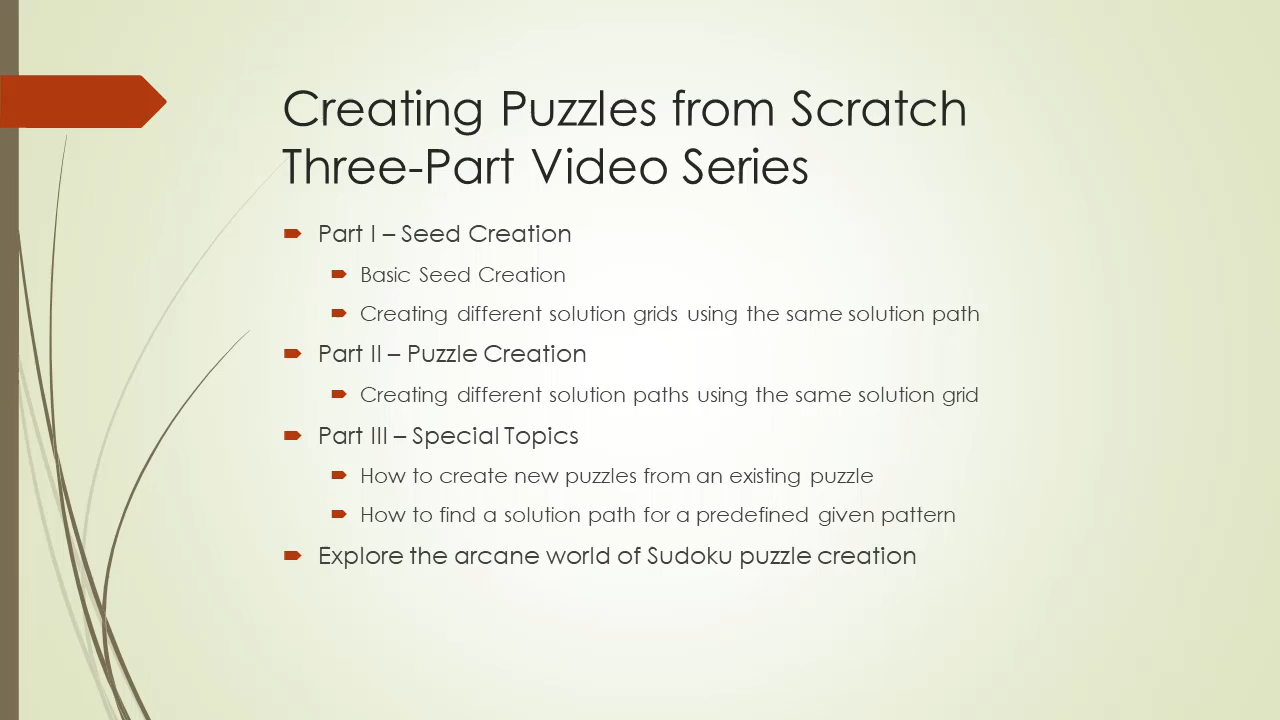 Creating Puzzles from Scratch
Three-Part Video Series
Part I – Seed Creation
Basic Seed Creation
Creating different solution grids using the same solution path
Part II – Puzzle Creation
Creating different solution paths using the same solution grid
Part III – Special Topics
How to create new puzzles from an existing puzzle
How to find a solution path for a predefined given pattern
Explore the arcane world of Sudoku puzzle creation